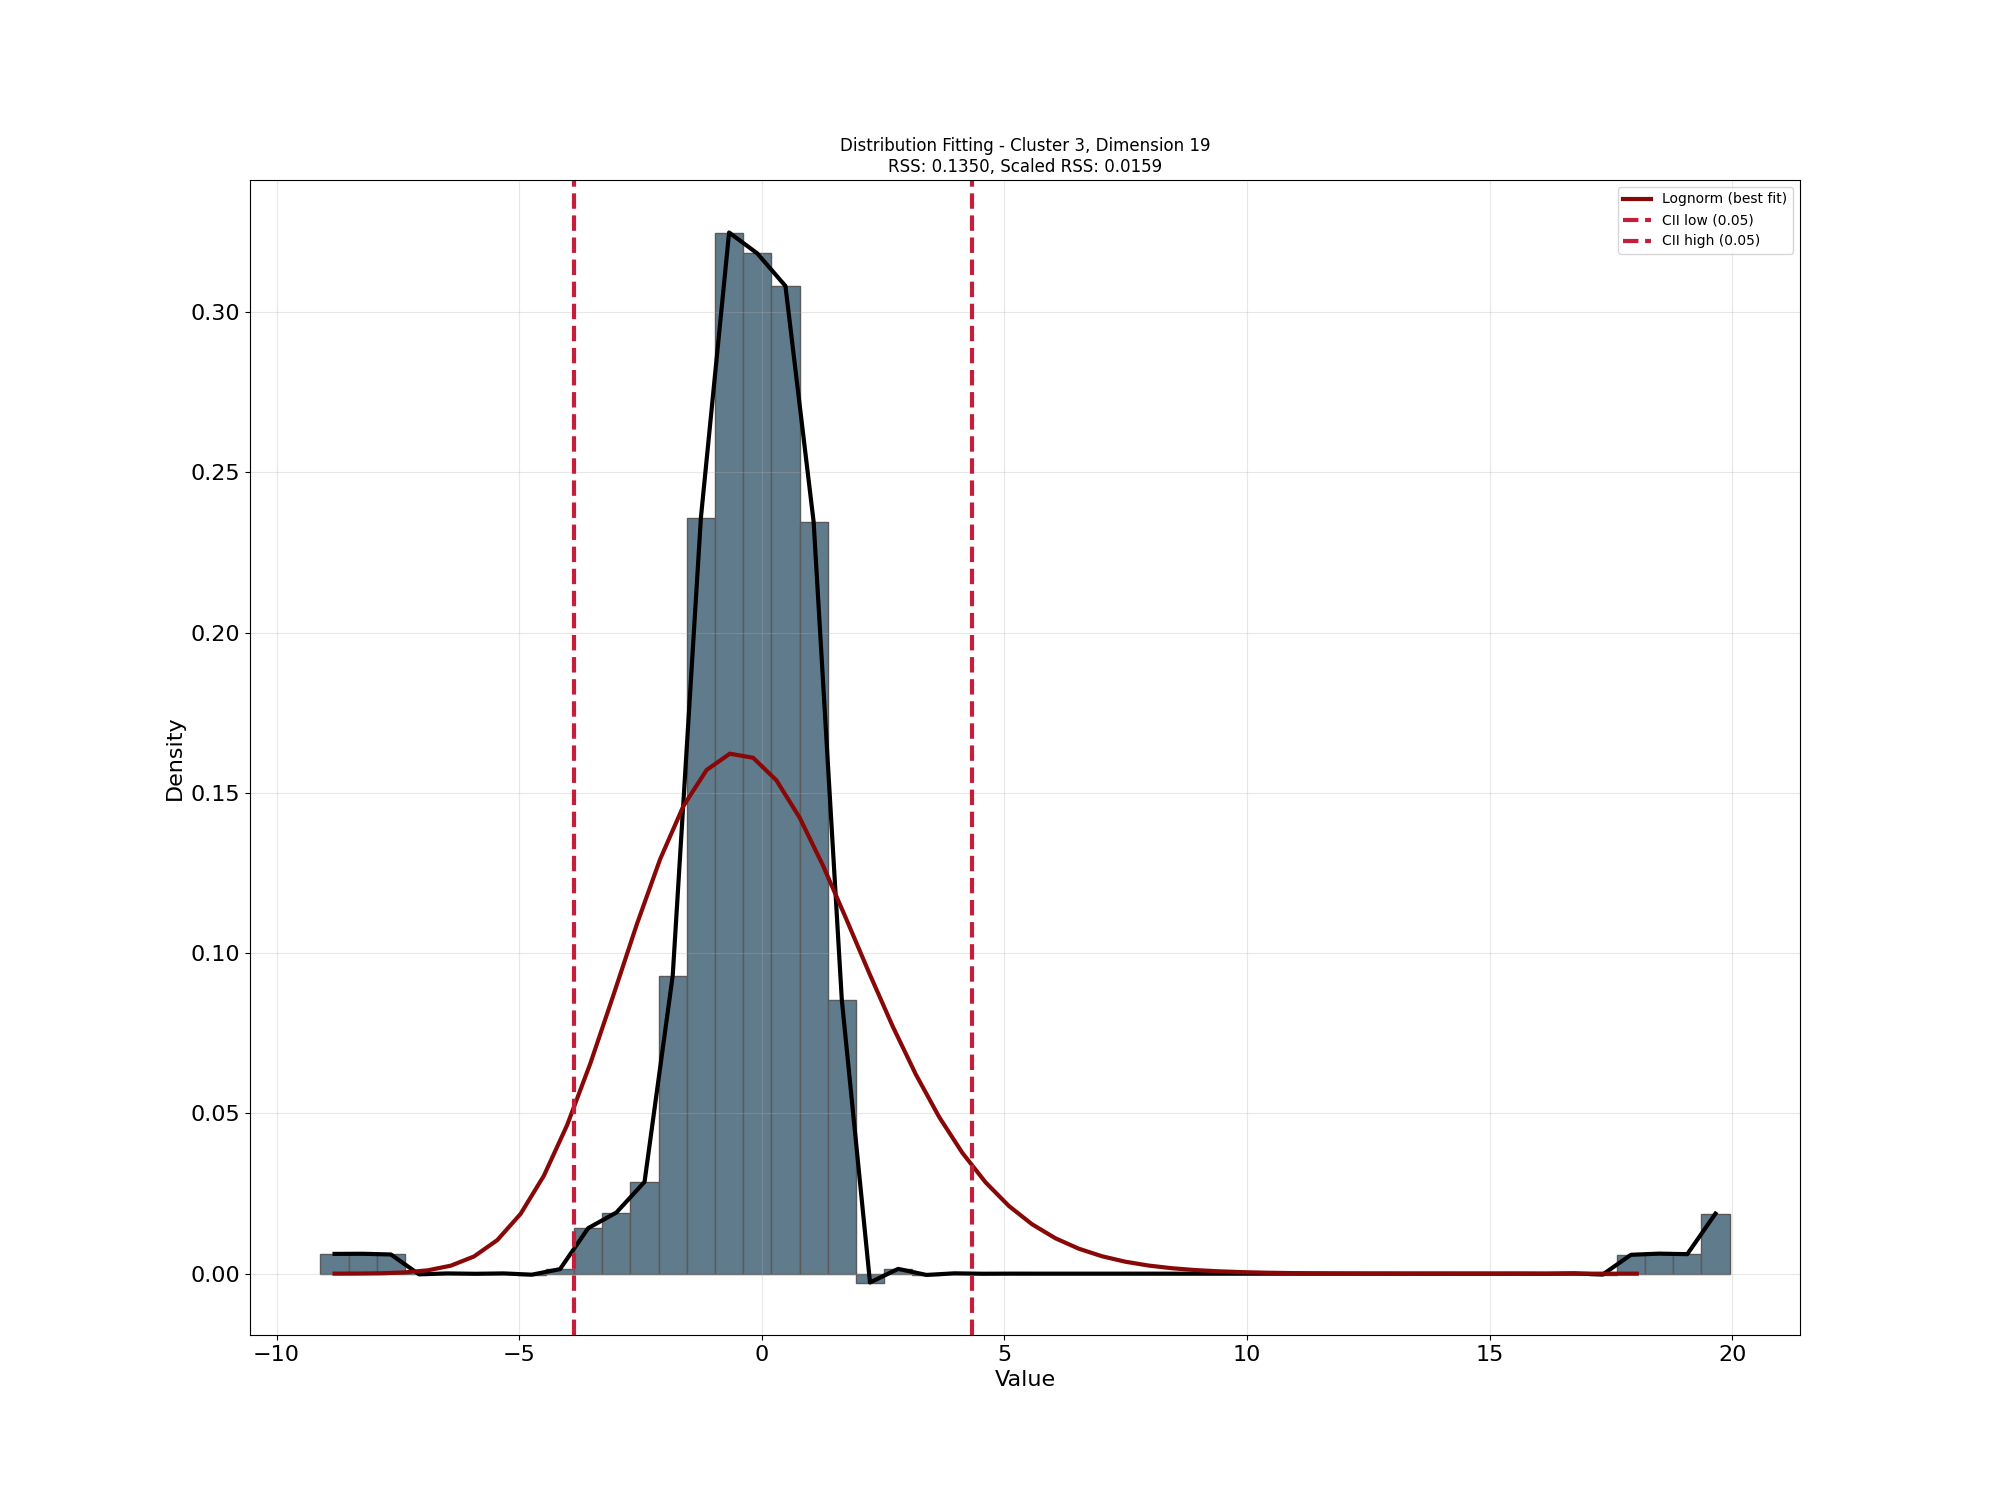 Distribution Fitting - Cluster 3, Dimension 19
RSS: 0.1350, Scaled RSS: 0.0159
Lognorm (best fit)
CII low (0.05)
CII high (0.05)
Density
0.30
0.25
0.20
0.15
0.10
0.05
0.00
−10
−5
0
5
10
15
20
Value